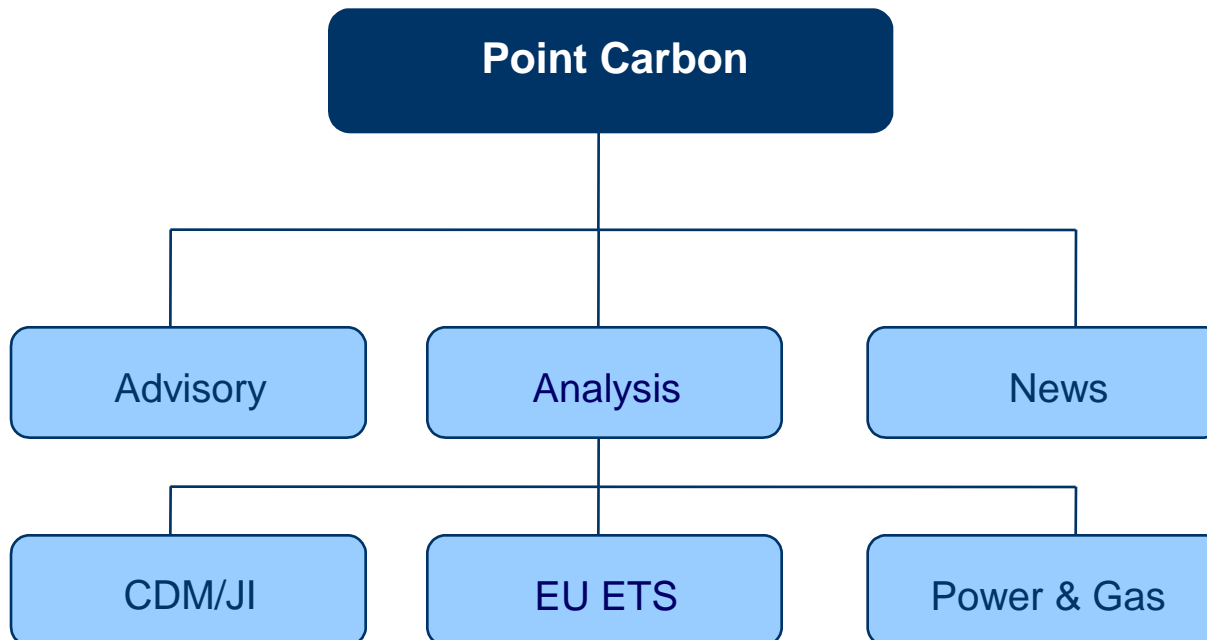 Point Carbon
Advisory
Analysis
News
CDM/JI
EU ETS
Power & Gas